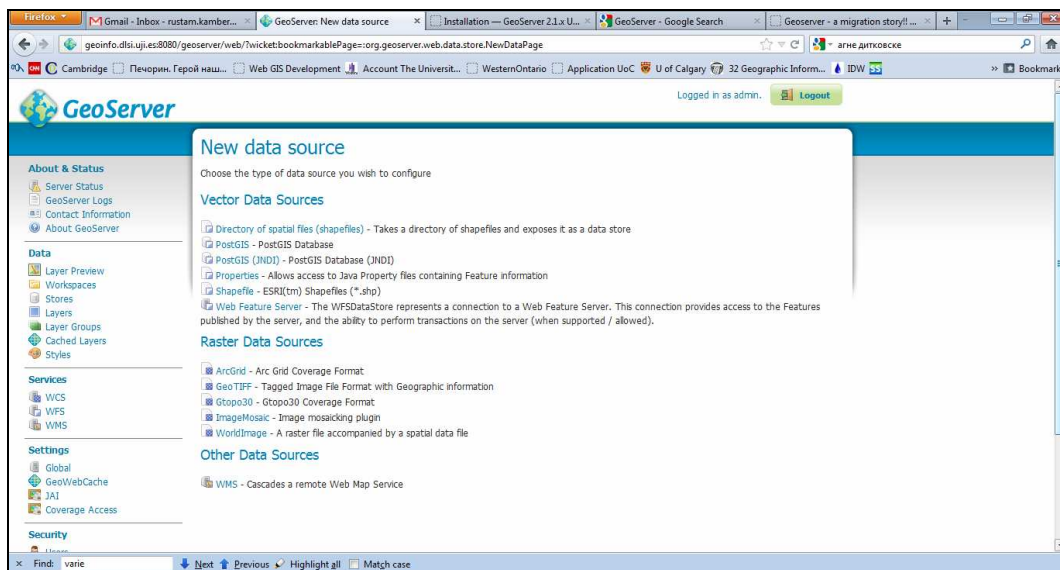 Firefox
Gmail - Inbox - rustam.kamber...
GeoServer: New data source
Installation — GeoServer 2.1.x U...
GeoServer - Google Search
Geoserver - a migration story!! ...
geoinfo.dlsi.uji.es:8080/geoserver/web/?wicket:bookmarkablePage=:org.geoserver.web.data.store.NewDataPage
агне дитковске
Cambridge
Печорин. Герой наш...
Web GIS Development
Account The Universit...
WesternOntario
Application UoC
U of Calgary
32 Geographic Inform...
IDW
Bookmark
GeoServer
Logged in as admin.
Logout
About & Status
Server Status
GeoServer Logs
Contact Information
About GeoServer
Data
Layer Preview
Workspaces
Stores
Layers
Layer Groups
Cached Layers
Styles
Services
WCS
WFS
WMS
Settings
Global
GeoWebCache
JAI
Coverage Access
Security
New data source
Choose the type of data source you wish to configure
Vector Data Sources
Directory of spatial files (shapefiles) - Takes a directory of shapefiles and exposes it as a data store
PostGIS - PostGIS Database
PostGIS (JNDI) - PostGIS Database (JNDI)
Properties - Allows access to Java Property files containing Feature information
Shapefile - ESRI(tm) Shapefiles (*.shp)
Web Feature Server - The WFSDataStore represents a connection to a Web Feature Server. This connection provides access to the Features
published by the server, and the ability to perform transactions on the server (when supported / allowed).
Raster Data Sources
ArcGrid - Arc Grid Coverage Format
GeoTIFF - Tagged Image File Format with Geographic information
Gtopo30 - Gtopo30 Coverage Format
ImageMosaic - Image mosaicking plugin
WorldImage - A raster file accompanied by a spatial data file
Other Data Sources
WMS - Cascades a remote Web Map Service
Find: varie
Next
Previous
Highlight all
Match case